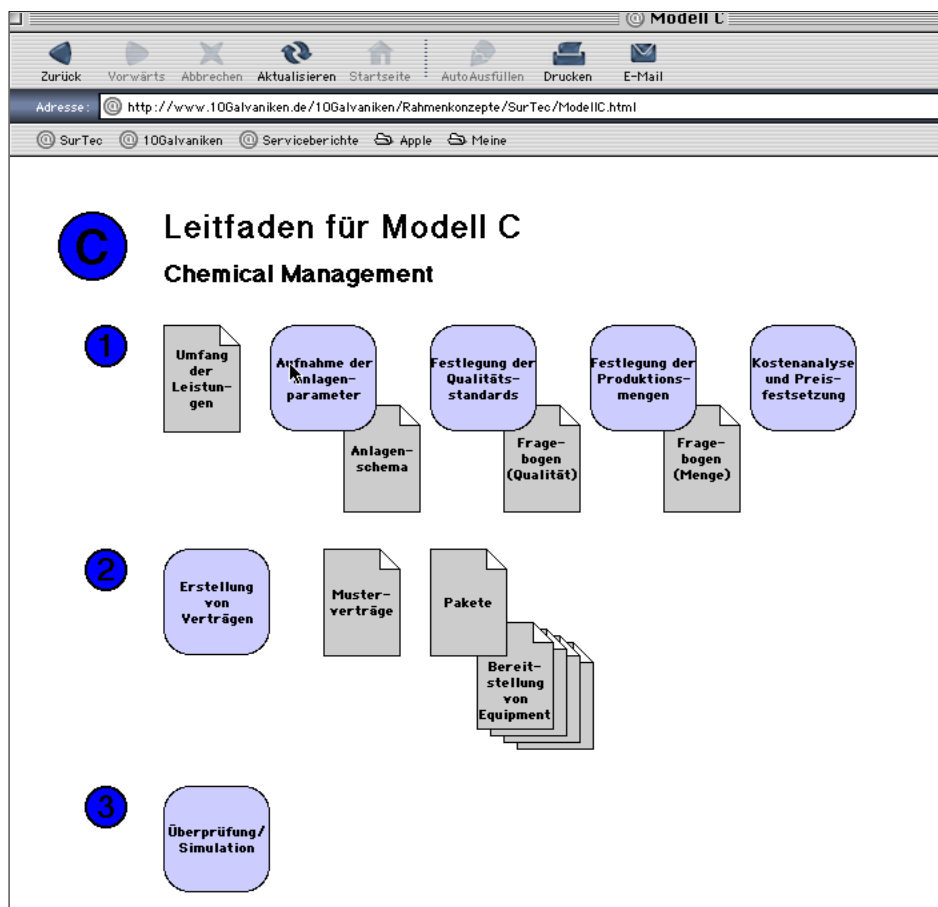 @ Modell C
Zurück Vorwärts Abbrechen Aktualisieren Startseite AutoAusfüllen Drucken E-Mail
Adresse: @ http://www.10Galvaniken.de/10Galvaniken/Rahmenkonzepte/SurTec/ModellC.html
@ SurTec @ 10Galvaniken @ Serviceberichte Apple Meine
C
Leitfaden für Modell C
Chemical Management
1
Umfang
der
Leistun-
gen
Aufnahme der
Anlagen-
parameter
Anlagen-
schema
Festlegung der
Qualitäts-
standards
Frage-
bogen
(Qualität)
Festlegung der
Produktions-
mengen
Frage-
bogen
(Menge)
Kostenanalyse
und Preis-
festsetzung
2
Erstellung
von
Verträgen
Muster-
verträge
Pakete
Bereit-
stellung
von
Equipment
3
Überprüfung/
Simulation